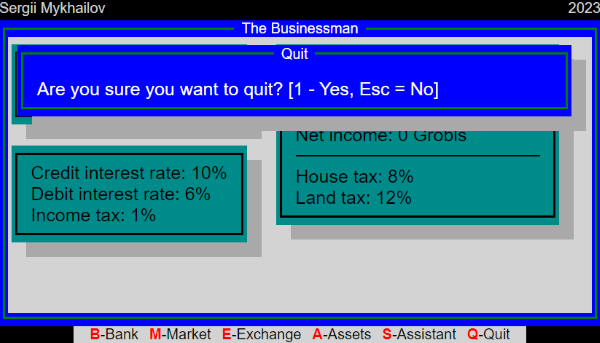 Sergii Mykhailov 2023
The Businessman
Quit
Are you sure you want to quit? [1 - Yes, Esc = No]
Net income: 0 Grobls
Credit interest rate: 10%
Debit interest rate: 6%
Income tax: 1%
House tax: 8%
Land tax: 12%
B-Bank M-Market E-Exchange A-Assets S-Assistant Q-Quit